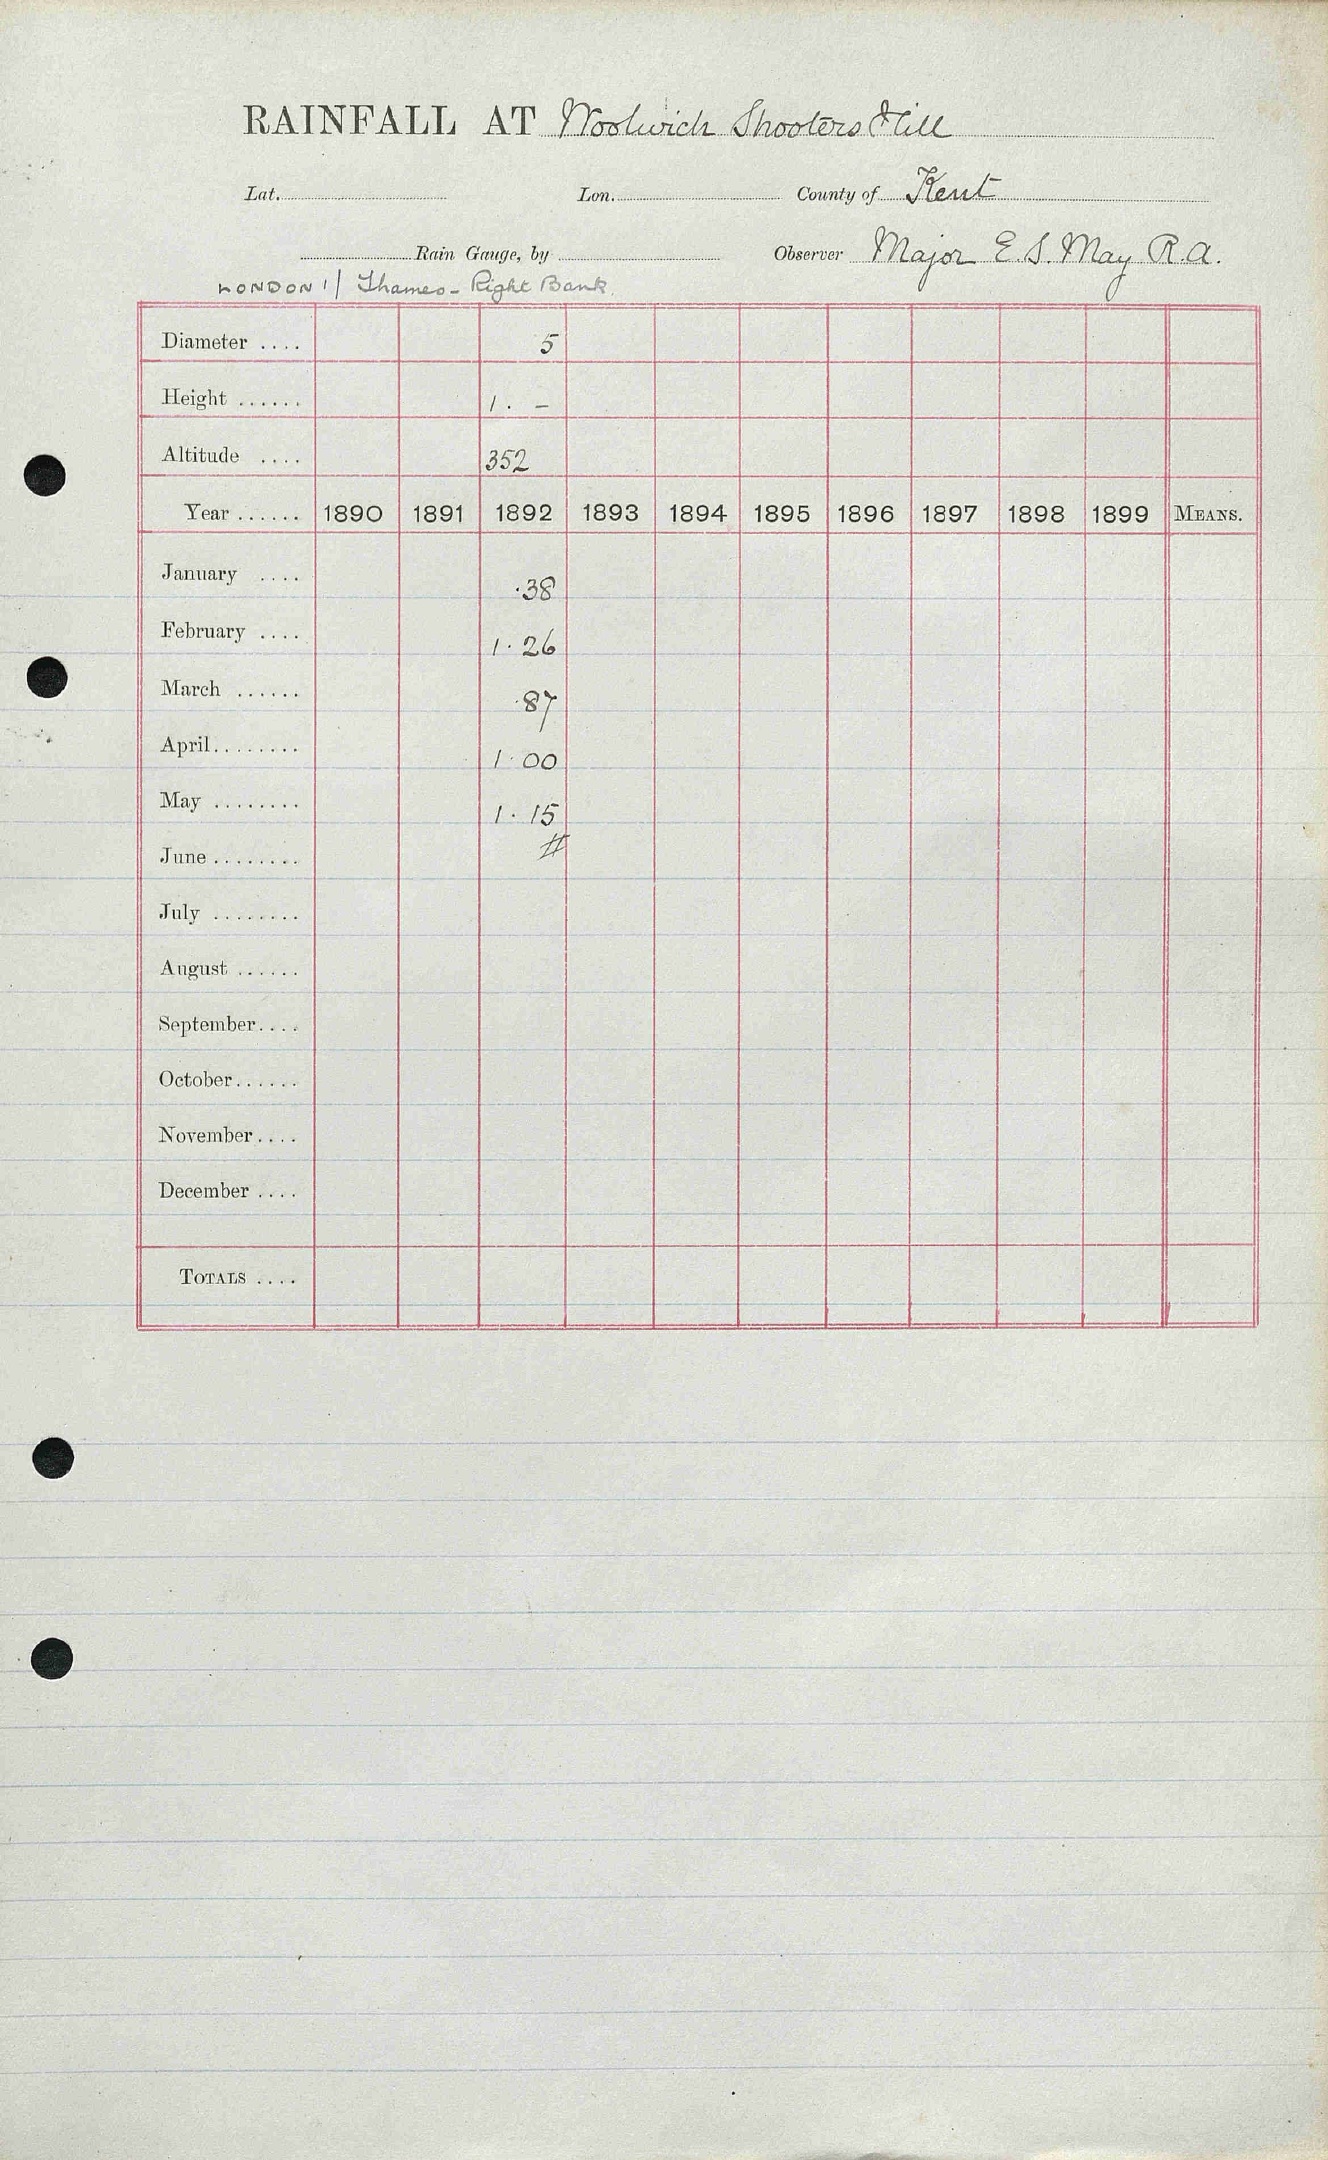 RAINFALL AT Woolwich Shooters Hill
Lat. Lon. County of Kent
Rain Gauge, by Observer Major E. S. May R.A.
LONDON 1/ Thames - Right Bank
Diameter .... 5
Height ...... 1. -
Altitude .... 352
Year ...... 1890 1891 1892 1893 1894 1895 1896 1897 1898 1899 MEANS.
January .... ·38
February .... 1·26
March ...... ·87
April........ 1·00
May ........ 1·15
June ........ #
July ........
August ......
September....
October......
November....
December ....
TOTALS ....